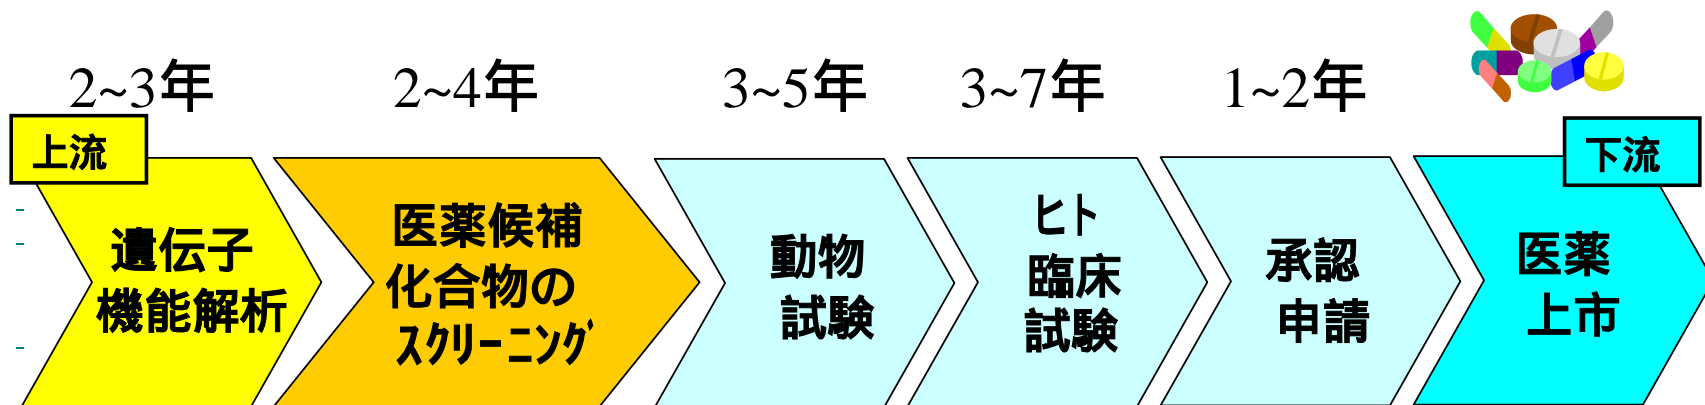 2~3年
2~4年
3~5年
3~7年
1~2年
上流
下流
遺伝子
機能解析
医薬候補
化合物の
ｽｸﾘｰﾆﾝｸﾞ
動物
試験
ヒト
臨床
試験
承認
申請
医薬
上市